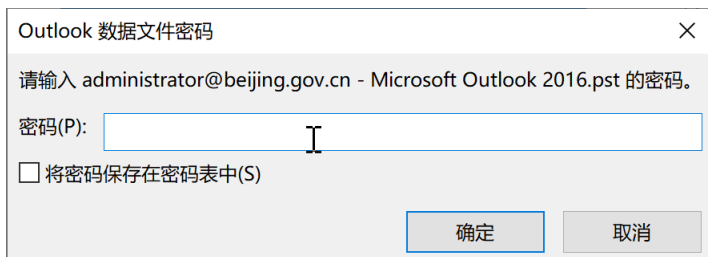 Outlook 数据文件密码
请输入 administrator@beijing.gov.cn - Microsoft Outlook 2016.pst 的密码。
密码(P):
将密码保存在密码表中(S)
确定 取消